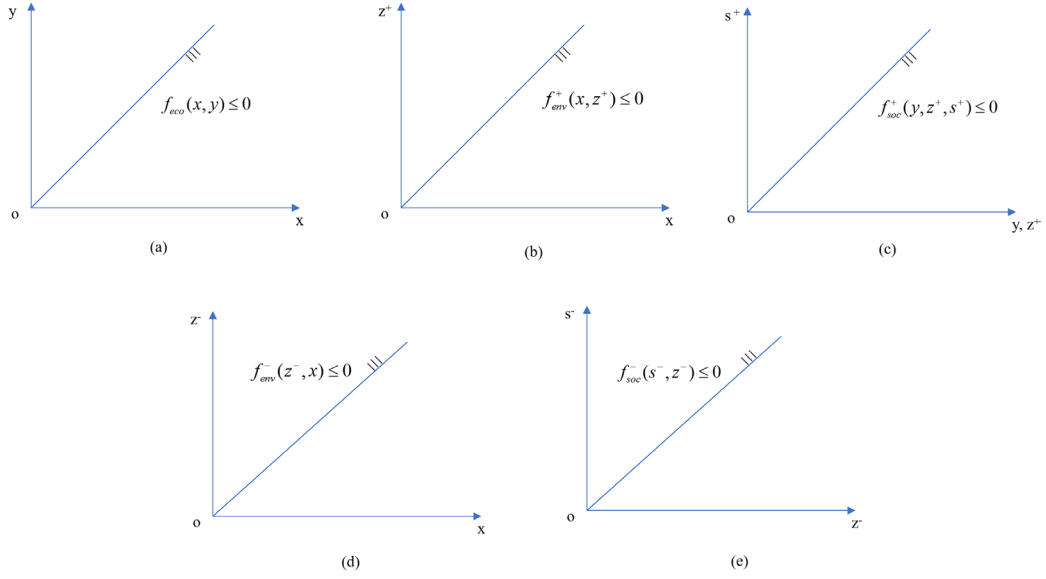 y
f_eco(x, y) ≤ 0
o
x
(a)
z⁺
f⁺_env(x, z⁺) ≤ 0
o
x
(b)
s⁺
f⁺_soc(y, z⁺, s⁺) ≤ 0
o
y, z⁺
(c)
z⁻
f⁻_env(z⁻, x) ≤ 0
o
x
(d)
s⁻
f⁻_soc(s⁻, z⁻) ≤ 0
o
z⁻
(e)